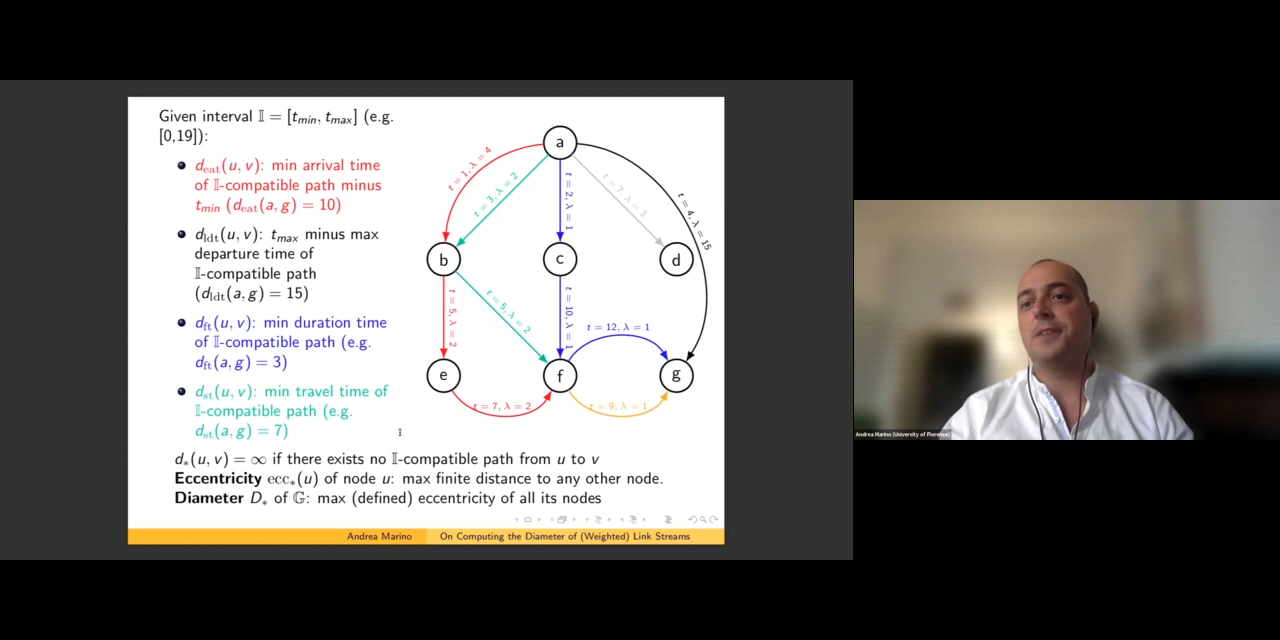 Given interval 𝕀 = [t_min, t_max] (e.g.
[0,19]):
d_eat(u, v): min arrival time
of 𝕀-compatible path minus
t_min (d_eat(a, g) = 10)
d_ldt(u, v): t_max minus max
departure time of
𝕀-compatible path
(d_ldt(a, g) = 15)
d_ft(u, v): min duration time
of 𝕀-compatible path (e.g.
d_ft(a, g) = 3)
d_st(u, v): min travel time of
𝕀-compatible path (e.g.
d_st(a, g) = 7)
a
t = 1, λ = 4
t = 3, λ = 2
t = 2, λ = 1
t = 7, λ = 3
t = 4, λ = 15
b
c
d
t = 5, λ = 2
t = 5, λ = 2
t = 10, λ = 1
t = 12, λ = 1
e
f
g
t = 7, λ = 2
t = 9, λ = 1
d_*(u, v) = ∞ if there exists no 𝕀-compatible path from u to v
Eccentricity ecc_*(u) of node u: max finite distance to any other node.
Diameter D_* of 𝔾: max (defined) eccentricity of all its nodes
Andrea Marino
On Computing the Diameter of (Weighted) Link Streams
Andrea Marino (University of Florence)